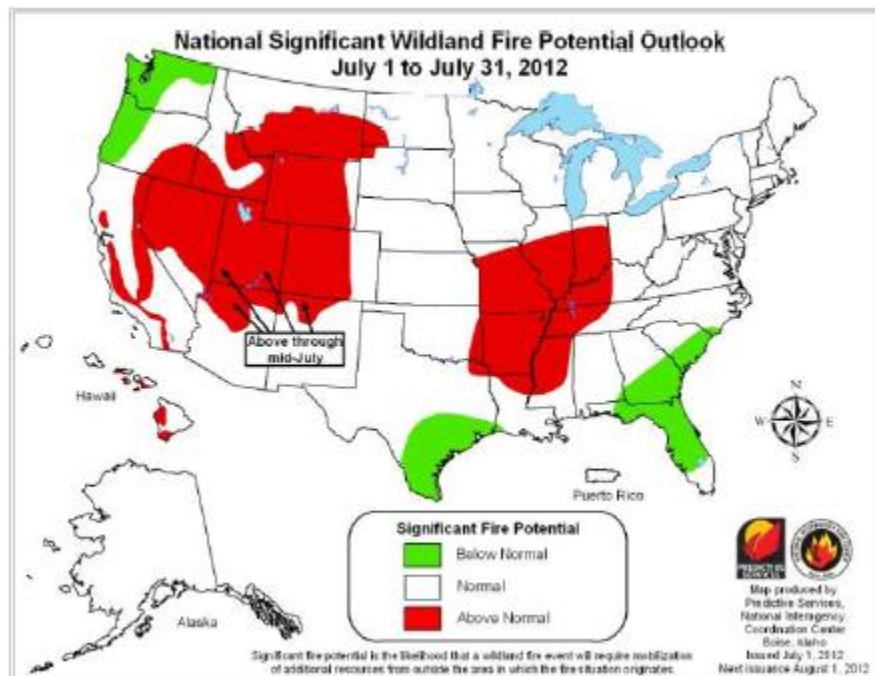 National Significant Wildland Fire Potential Outlook
July 1 to July 31, 2012
Above through
mid-July
Hawaii
N
W E
S
Puerto Rico
Significant Fire Potential
Below Normal
Normal
Above Normal
Alaska
PREDICTIVE
SERVICES
Map produced by
Predictive Services,
National Interagency
Coordination Center
Boise, Idaho
Issued July 1, 2012
Next issuance August 1, 2012
Significant fire potential is the likelihood that a wildland fire event will require mobilization
of additional resources from outside the area in which the fire situation originates.